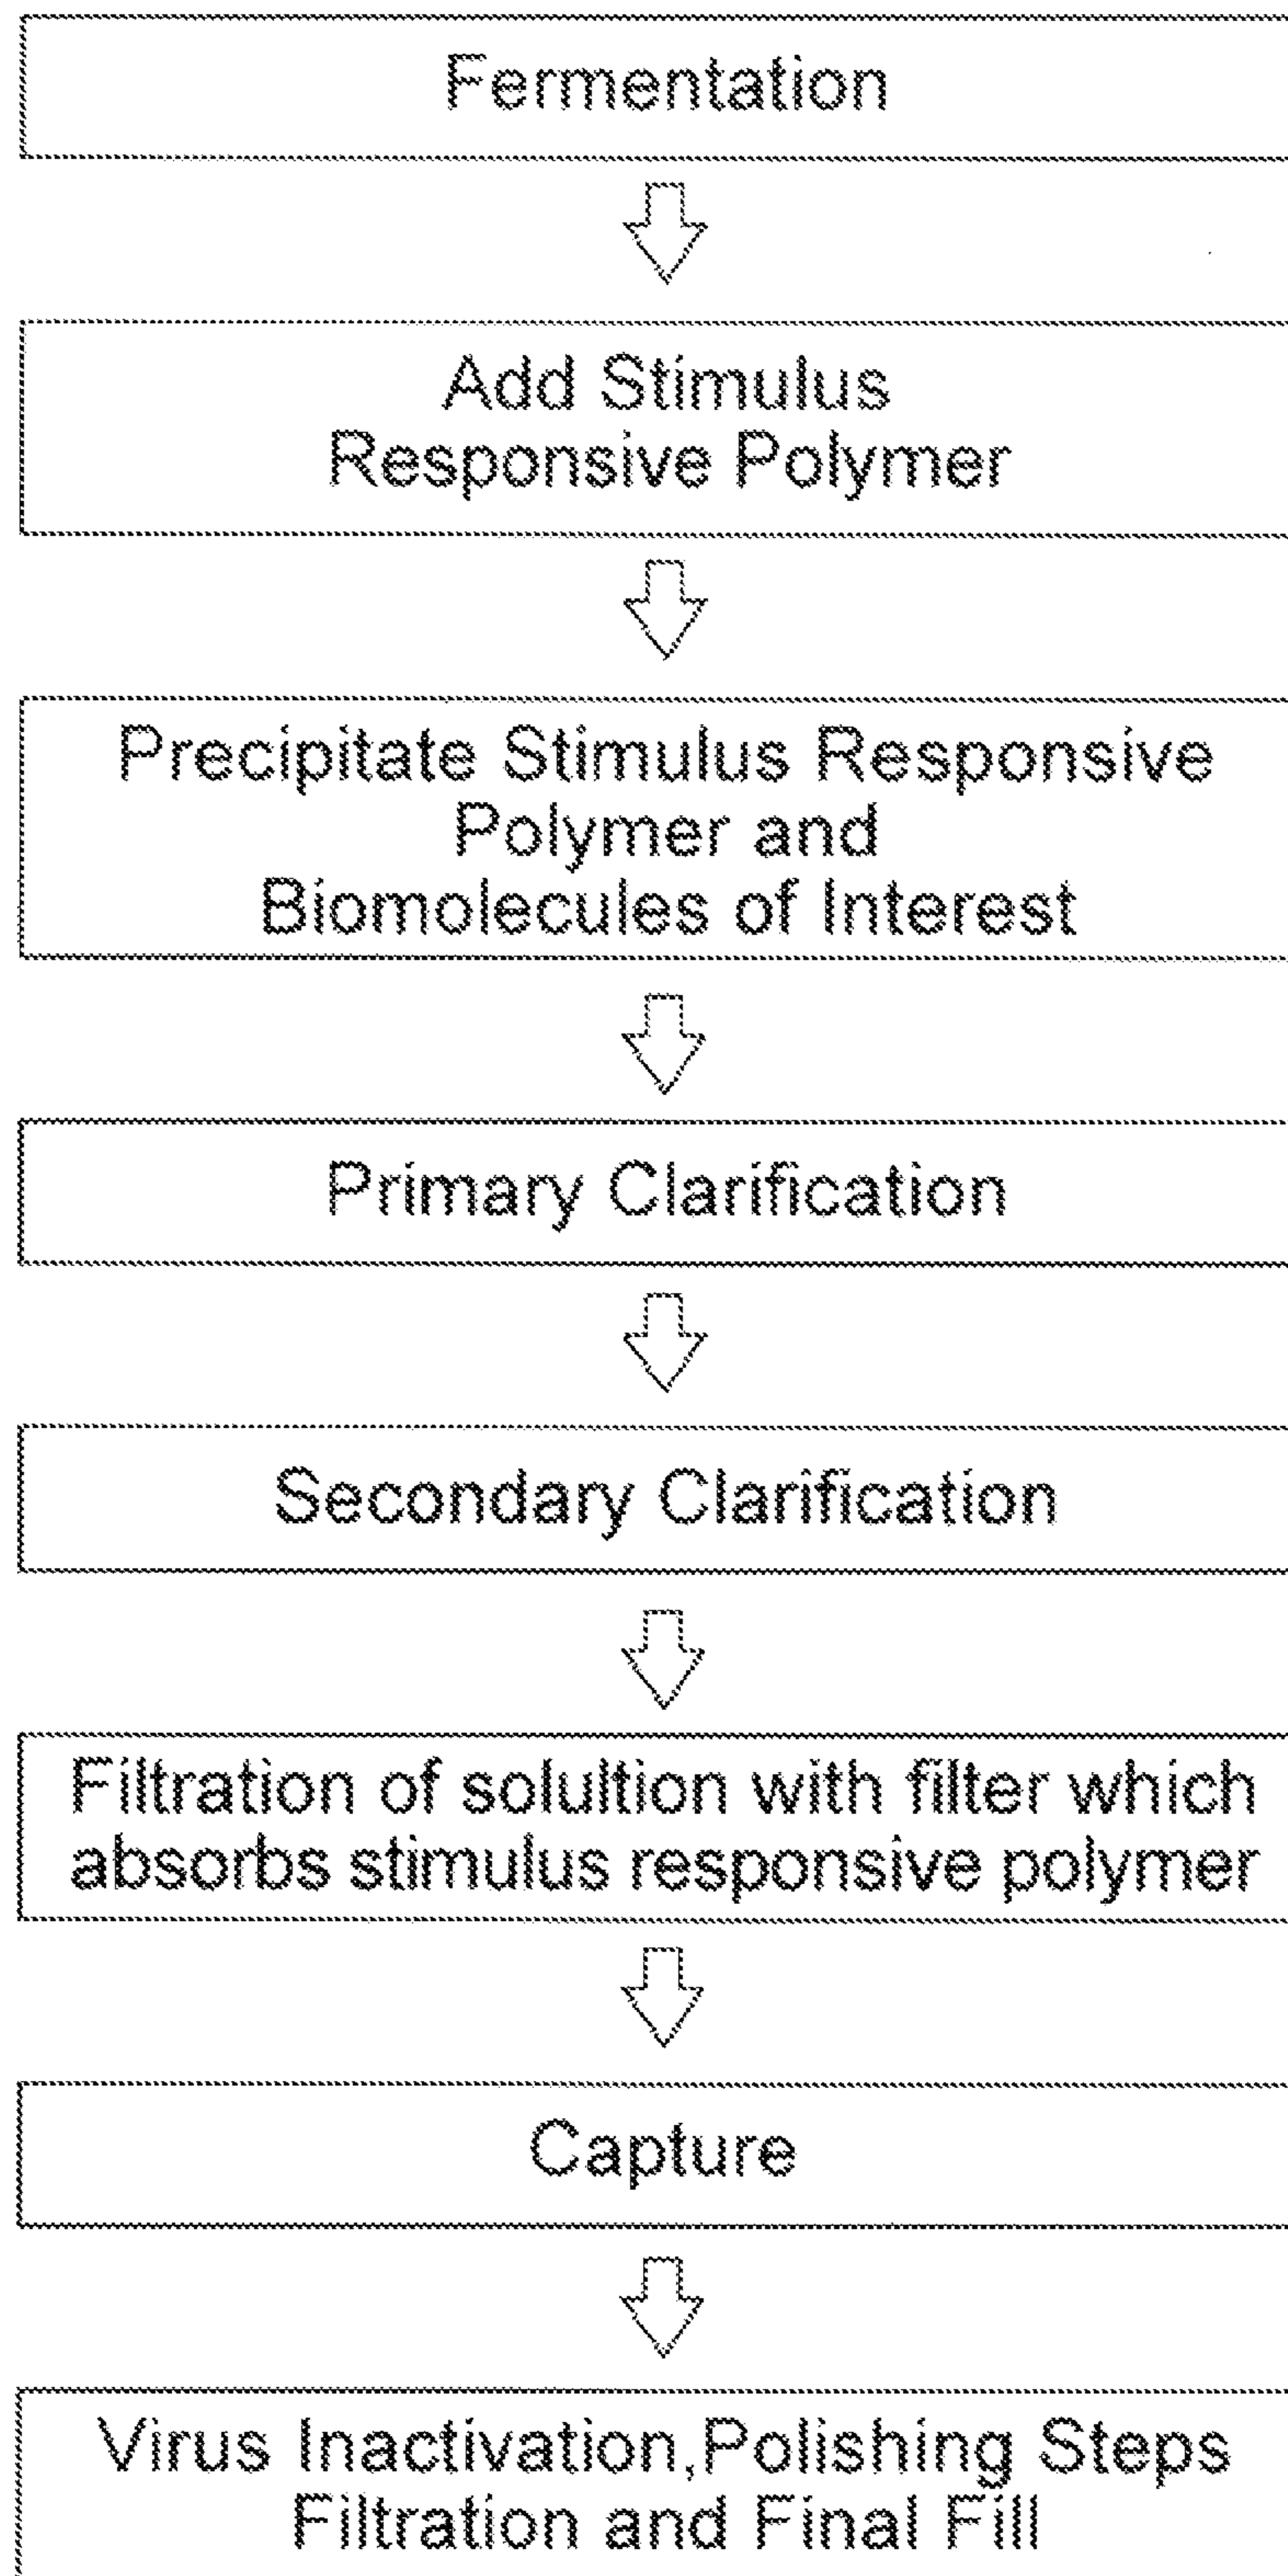 Fermentation
Add Stimulus
Responsive Polymer
Precipitate Stimulus Responsive
Polymer and
Biomolecules of Interest
Primary Clarification
Secondary Clarification
Filtration of solultion with filter which
absorbs stimulus responsive polymer
Capture
Virus Inactivation,Polishing Steps
Filtration and Final Fill